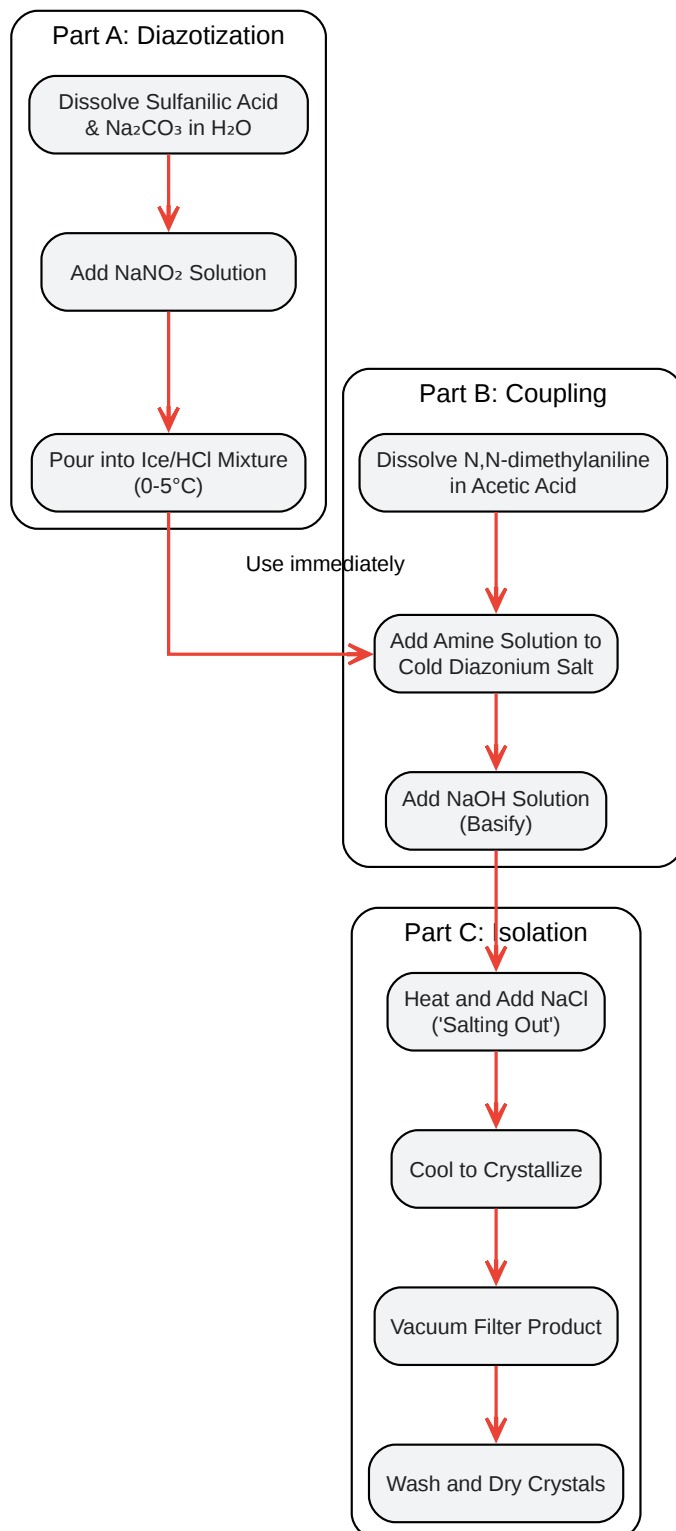 Part A: Diazotization
Dissolve Sulfanilic Acid
& Na₂CO₃ in H₂O
Add NaNO₂ Solution
Pour into Ice/HCl Mixture
(0-5°C)
Use immediately
Part B: Coupling
Dissolve N,N-dimethylaniline
in Acetic Acid
Add Amine Solution to
Cold Diazonium Salt
Add NaOH Solution
(Basify)
Part C: Isolation
Heat and Add NaCl
('Salting Out')
Cool to Crystallize
Vacuum Filter Product
Wash and Dry Crystals